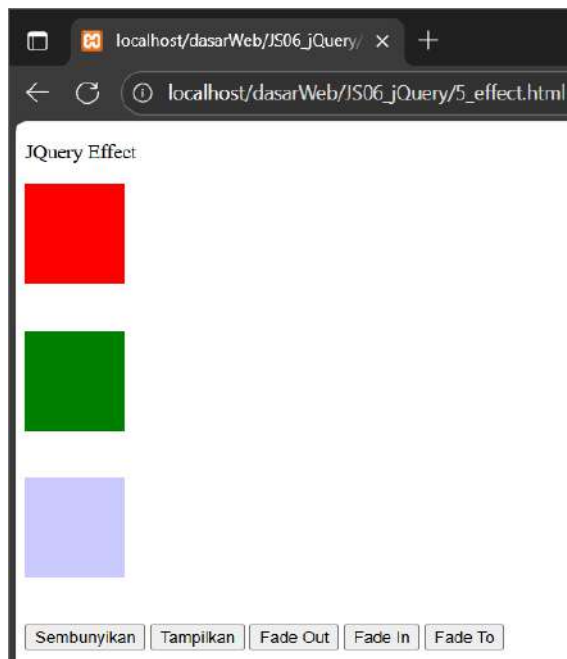 localhost/dasarWeb/JS06_jQuery/
localhost/dasarWeb/JS06_jQuery/5_effect.html
JQuery Effect
Sembunyikan Tampilkan Fade Out Fade In Fade To